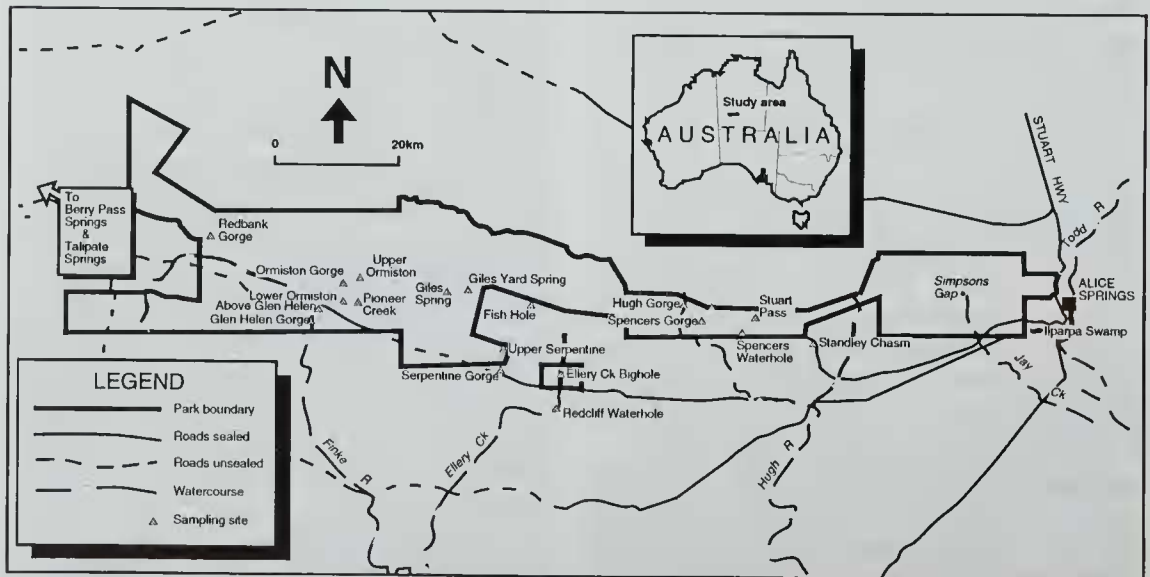 N
0 20km
Study area
AUSTRALIA
STUART HWY
Todd R
To
Berry Pass
Springs
&
Talipate
Springs
Redbank
Gorge
Ormiston Gorge
Upper
Ormiston
Giles
Spring
Giles Yard Spring
Lower Ormiston
Pioneer
Creek
Above Glen Helen
Glen Helen Gorge
Fish Hole
Hugh Gorge
Spencers Gorge
Stuart
Pass
Simpsons
Gap
ALICE
SPRINGS
Ilparpa Swamp
Upper Serpentine
Spencers
Waterhole
Standley Chasm
Serpentine Gorge
Ellery Ck Bighole
Jay Ck
Redcliff Waterhole
LEGEND
Park boundary
Roads sealed
Roads unsealed
Watercourse
Sampling site
Finke R
Ellery Ck
Hugh R